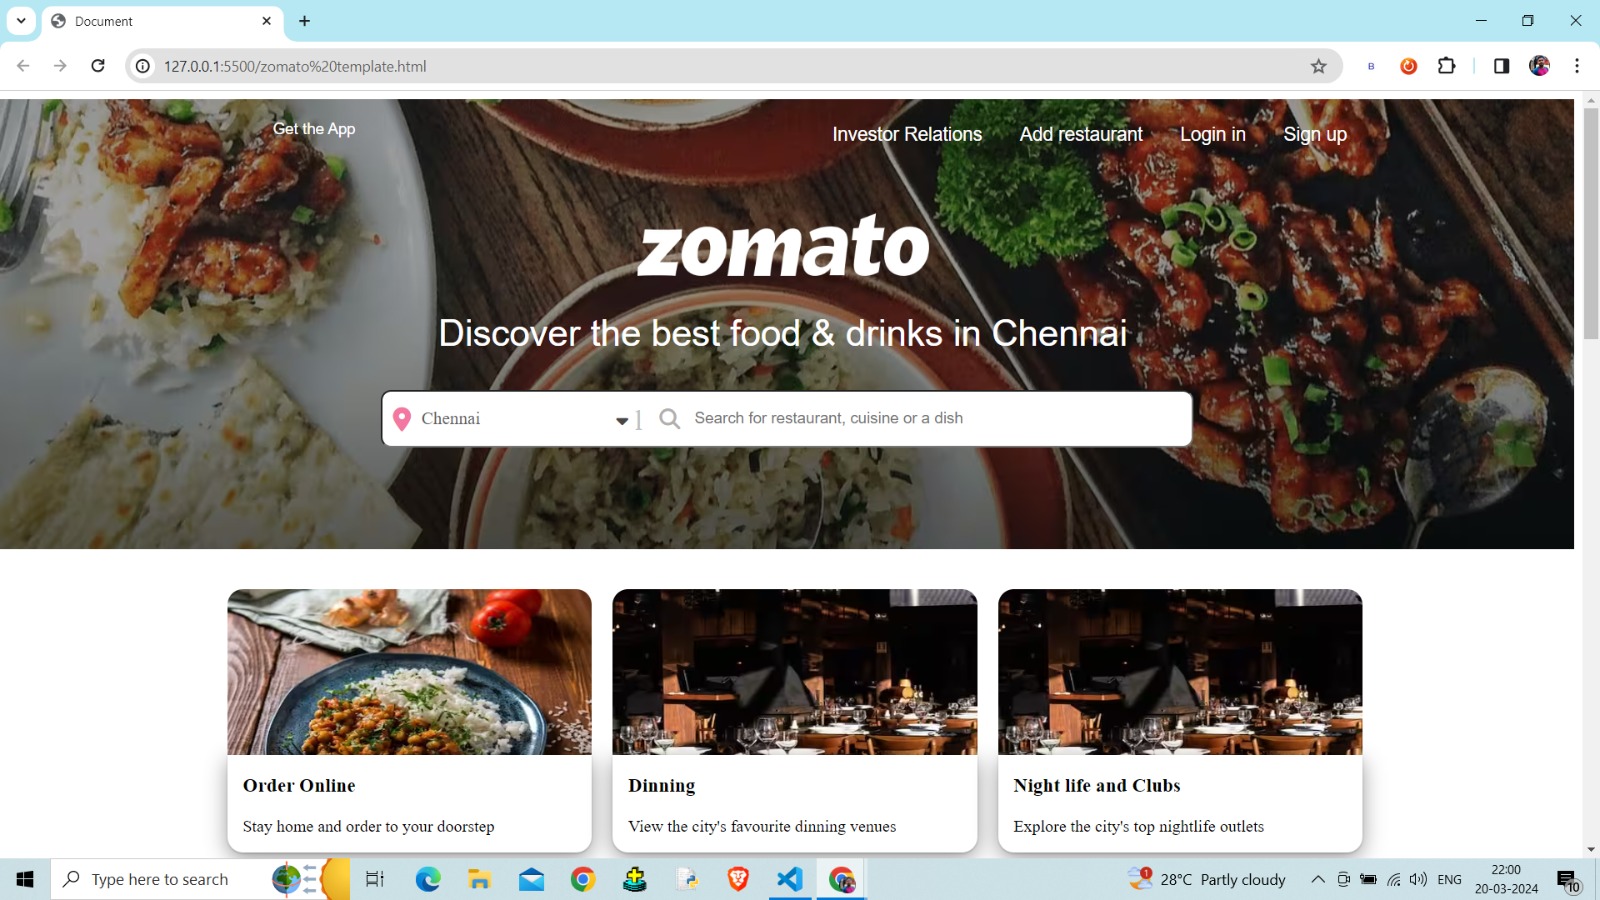 Document
127.0.0.1:5500/zomato%20template.html
B
Get the App
Investor Relations Add restaurant Login in Sign up
zomato
Discover the best food & drinks in Chennai
Chennai
Search for restaurant, cuisine or a dish
Order Online
Stay home and order to your doorstep
Dinning
View the city's favourite dinning venues
Night life and Clubs
Explore the city's top nightlife outlets
Type here to search
1
28°C Partly cloudy
ENG
22:00
20-03-2024
10